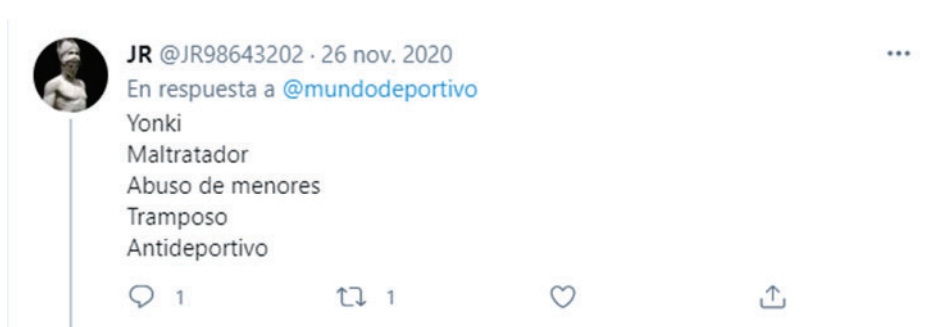 JR @JR98643202 · 26 nov. 2020
En respuesta a @mundodeportivo
Yonki
Maltratador
Abuso de menores
Tramposo
Antideportivo
1 1